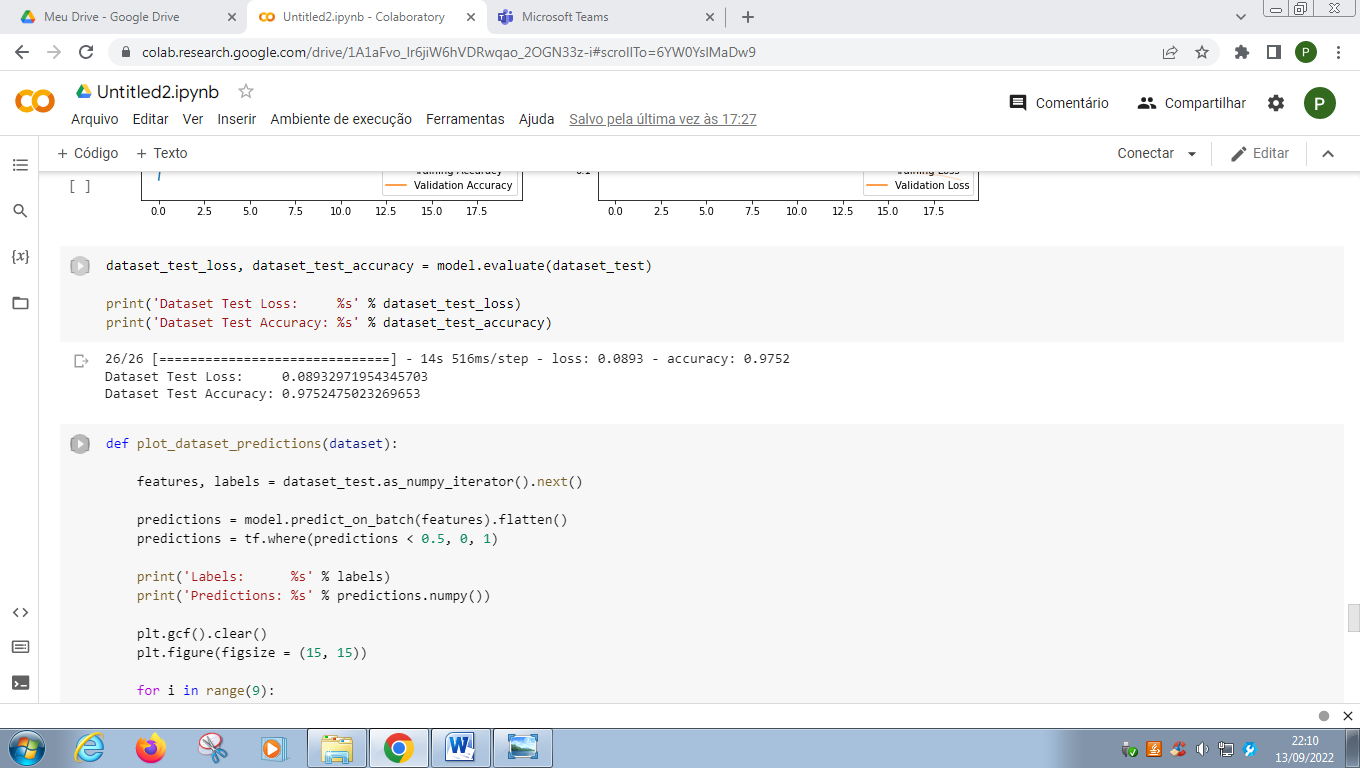 Meu Drive - Google Drive
Untitled2.ipynb - Colaboratory
Microsoft Teams
colab.research.google.com/drive/1A1aFvo_Ir6jiW6hVDRwqao_2OGN33z-i#scrollTo=6YW0YsIMaDw9
P
Untitled2.ipynb
Comentário
Compartilhar
P
Arquivo Editar Ver Inserir Ambiente de execução Ferramentas Ajuda Salvo pela última vez às 17:27
+ Código + Texto
Conectar
Editar
Training Accuracy
Validation Accuracy
0.0 2.5 5.0 7.5 10.0 12.5 15.0 17.5
0.1
Training Loss
Validation Loss
0.0 2.5 5.0 7.5 10.0 12.5 15.0 17.5
[ ]
{x}
dataset_test_loss, dataset_test_accuracy = model.evaluate(dataset_test)
print('Dataset Test Loss:     %s' % dataset_test_loss)
print('Dataset Test Accuracy: %s' % dataset_test_accuracy)
26/26 [==============================] - 14s 516ms/step - loss: 0.0893 - accuracy: 0.9752
Dataset Test Loss:     0.08932971954345703
Dataset Test Accuracy: 0.9752475023269653
def plot_dataset_predictions(dataset):
features, labels = dataset_test.as_numpy_iterator().next()
predictions = model.predict_on_batch(features).flatten()
predictions = tf.where(predictions < 0.5, 0, 1)
print('Labels:      %s' % labels)
print('Predictions: %s' % predictions.numpy())
plt.gcf().clear()
plt.figure(figsize = (15, 15))
for i in range(9):
22:10
13/09/2022